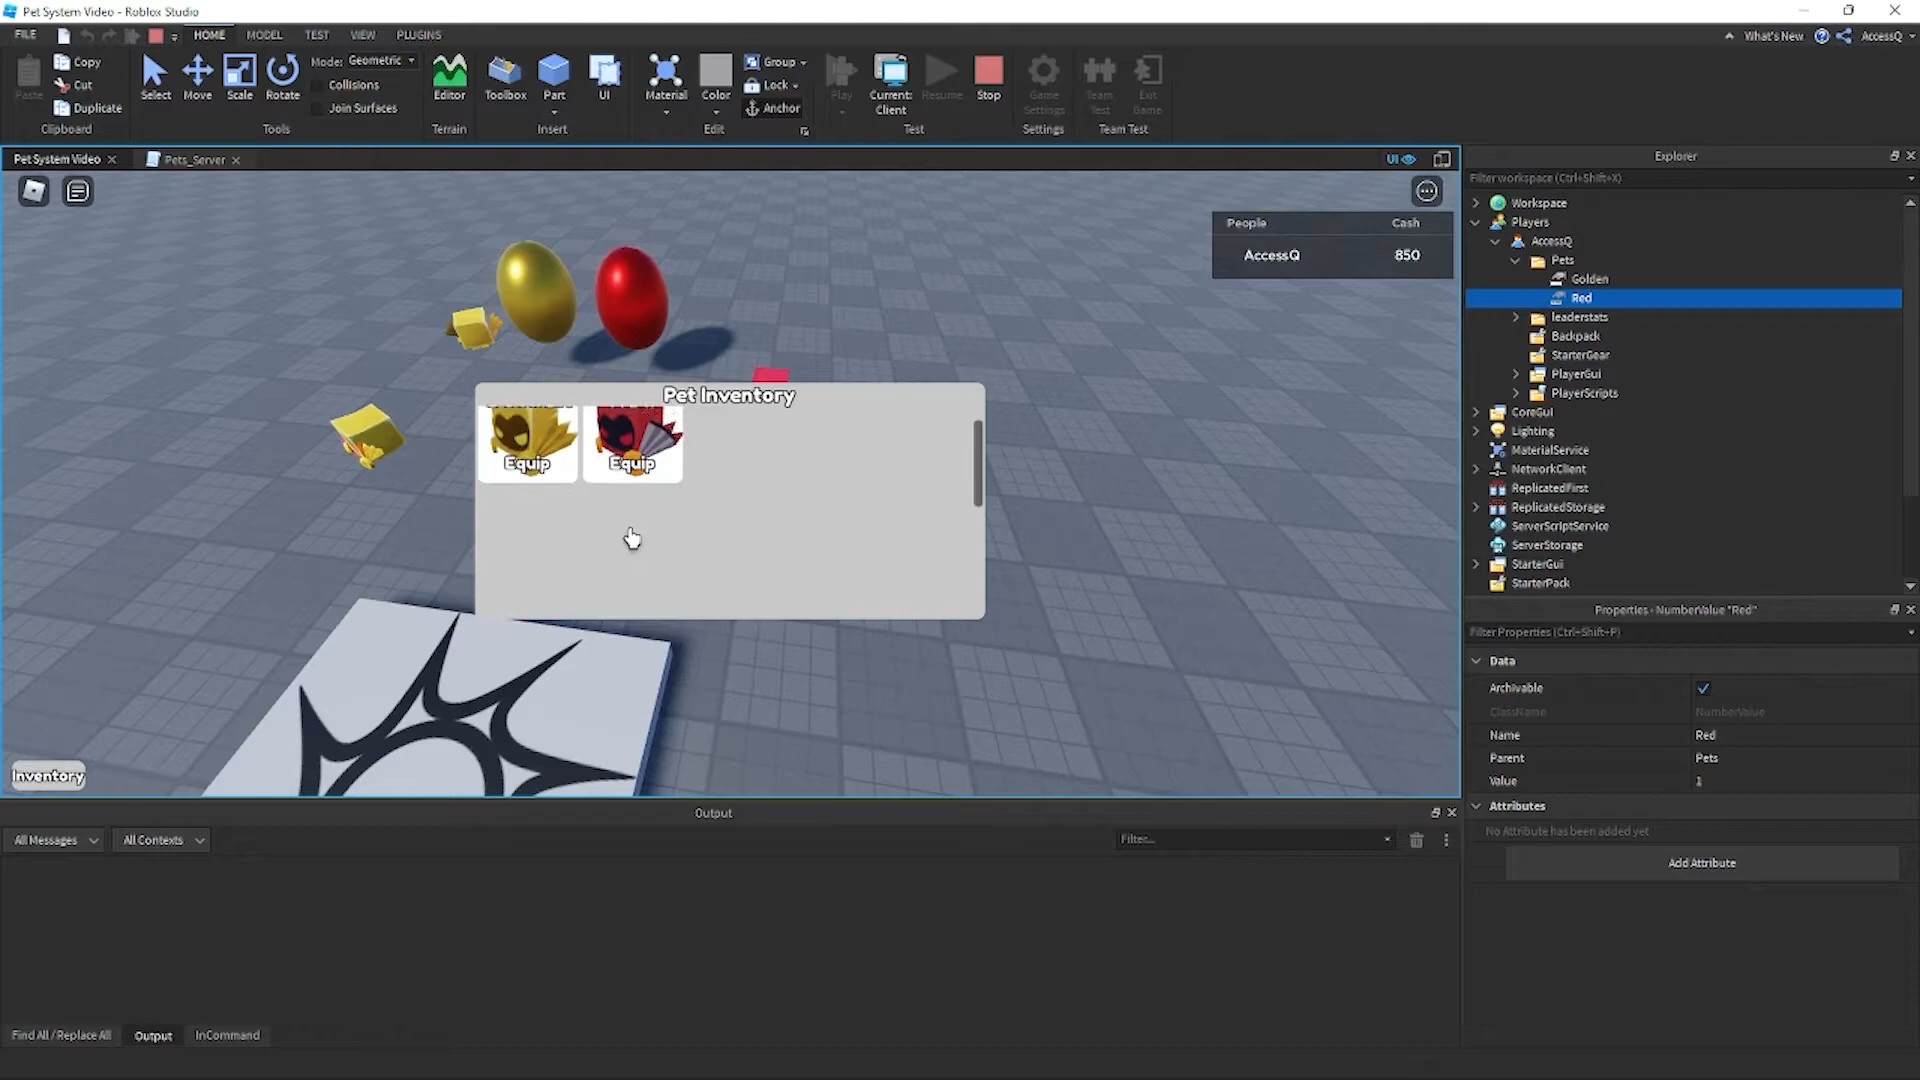 Pet System Video - Roblox Studio
FILE HOME MODEL TEST VIEW PLUGINS What's New AccessQ
Paste Copy Cut Duplicate Clipboard
Select Move Scale Rotate Mode: Geometric Collisions Join Surfaces Tools
Editor Terrain
Toolbox Part UI Insert
Material Color Group Lock Anchor Edit
Play Current: Client Resume Stop Test
Game Settings Settings
Team Test Exit Game Team Test
Pet System Video Pets_Server UI
People Cash
AccessQ 850
Pet Inventory
Equip Equip
Inventory
Explorer
Filter workspace (Ctrl+Shift+X)
Workspace
Players
AccessQ
Pets
Golden
Red
leaderstats
Backpack
StarterGear
PlayerGui
PlayerScripts
CoreGui
Lighting
MaterialService
NetworkClient
ReplicatedFirst
ReplicatedStorage
ServerScriptService
ServerStorage
StarterGui
StarterPack
Properties - NumberValue "Red"
Filter Properties (Ctrl+Shift+P)
Data
Archivable
ClassName NumberValue
Name Red
Parent Pets
Value 1
Attributes
No Attribute has been added yet
Add Attribute
Output
All Messages All Contexts Filter...
Find All / Replace All Output InCommand